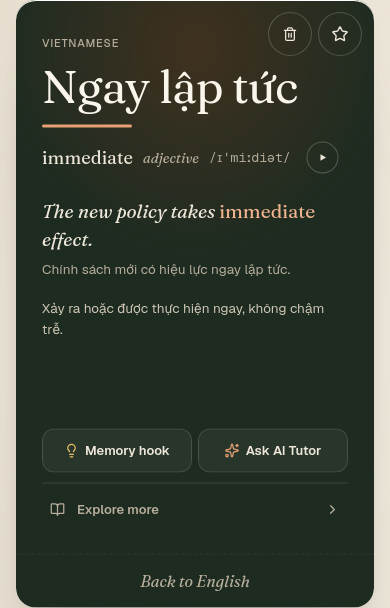 VIETNAMESE
Ngay lập tức
immediate adjective /ɪˈmiːdiət/
The new policy takes immediate
effect.
Chính sách mới có hiệu lực ngay lập tức.
Xảy ra hoặc được thực hiện ngay, không chậm
trễ.
Memory hook
Ask AI Tutor
Explore more
Back to English